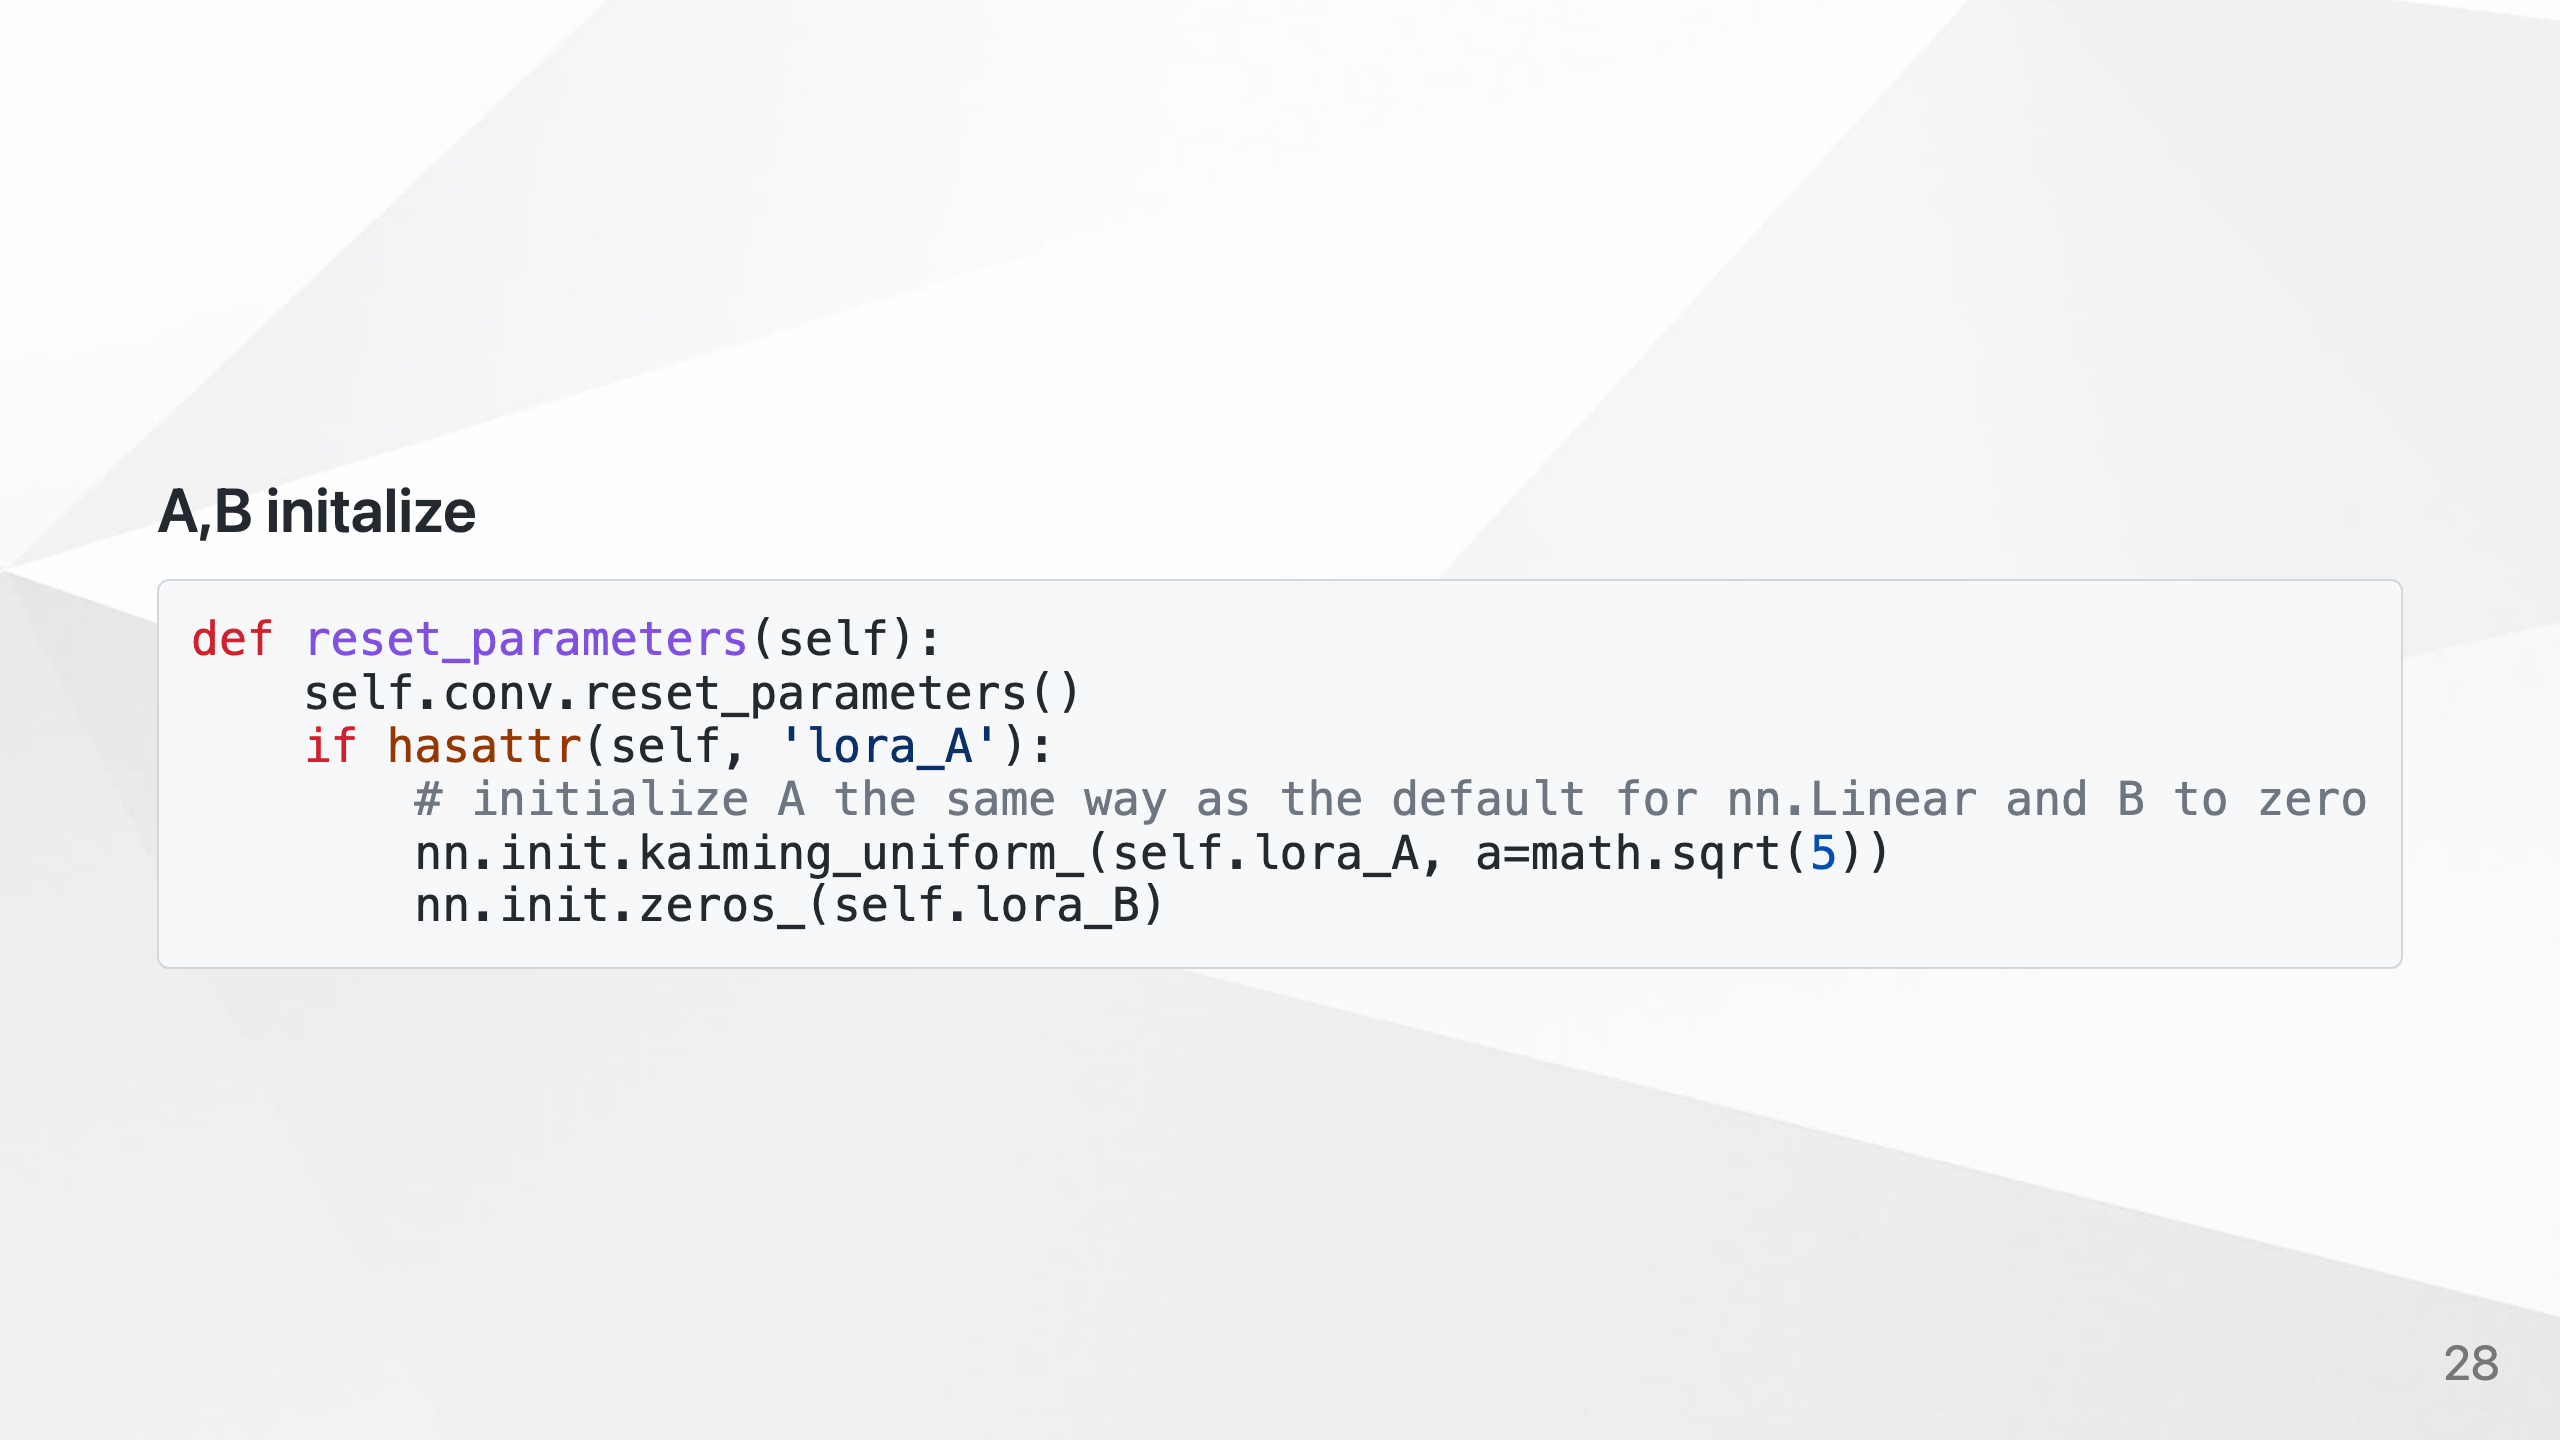 A,B initalize
def reset_parameters(self):
    self.conv.reset_parameters()
    if hasattr(self, 'lora_A'):
        # initialize A the same way as the default for nn.Linear and B to zero
        nn.init.kaiming_uniform_(self.lora_A, a=math.sqrt(5))
        nn.init.zeros_(self.lora_B)
28